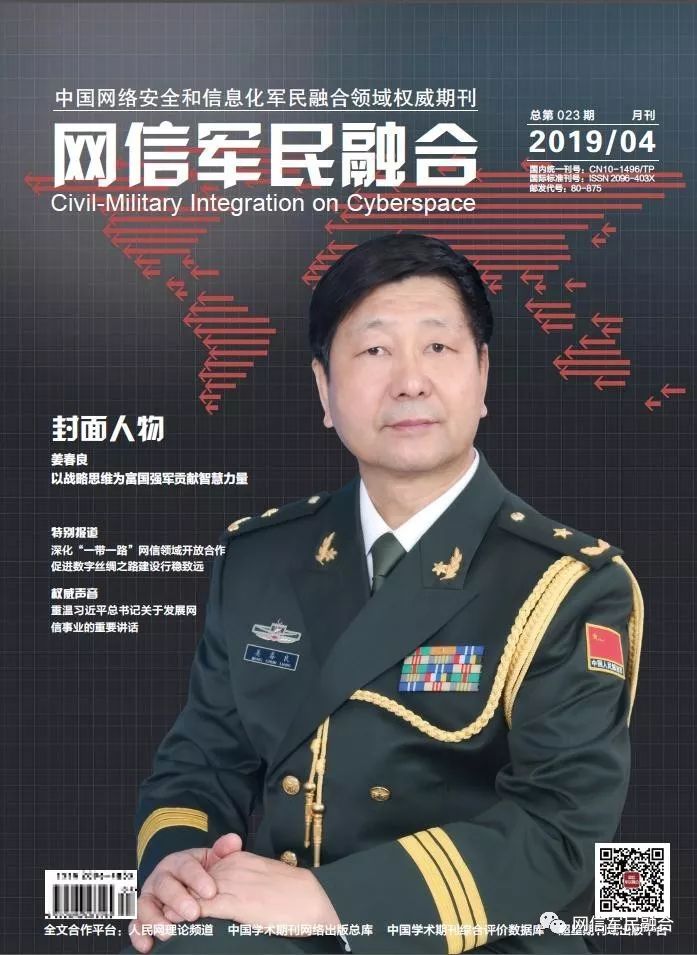 中国网络安全和信息化军民融合领域权威期刊
网信军民融合
Civil-Military Integration on Cyberspace
总第 023 期 月刊
2019/04
国内统一刊号：CN10-1496/TP
国际标准刊号：ISSN 2096-403X
邮发代号：80-875
封面人物
姜春良
以战略思维为富国强军贡献智慧力量
特别报道
深化“一带一路”网信领域开放合作
促进数字丝绸之路建设行稳致远
权威声音
重温习近平总书记关于发展网
信事业的重要讲话
姜春良
JIANG CHUN LIANG
中国人民解放军
全文合作平台：人民网理论频道 中国学术期刊网络出版总库 中国学术期刊综合评价数据库
网信军民融合